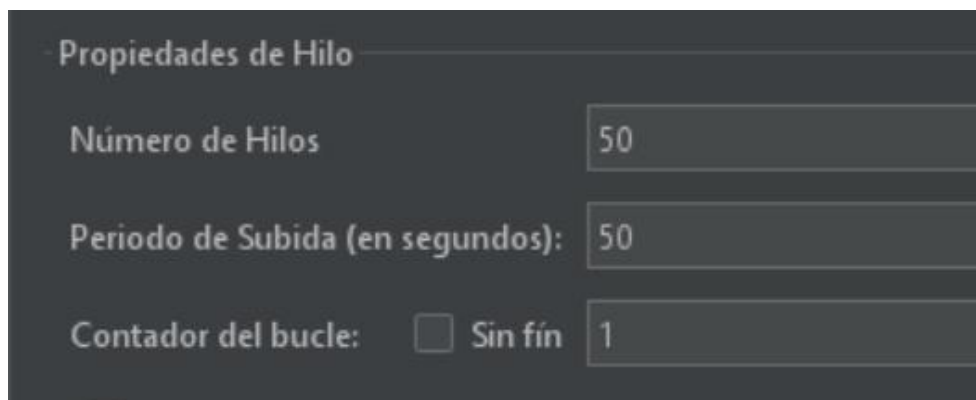 Propiedades de Hilo
Número de Hilos 50
Periodo de Subida (en segundos): 50
Contador del bucle: Sin fín 1